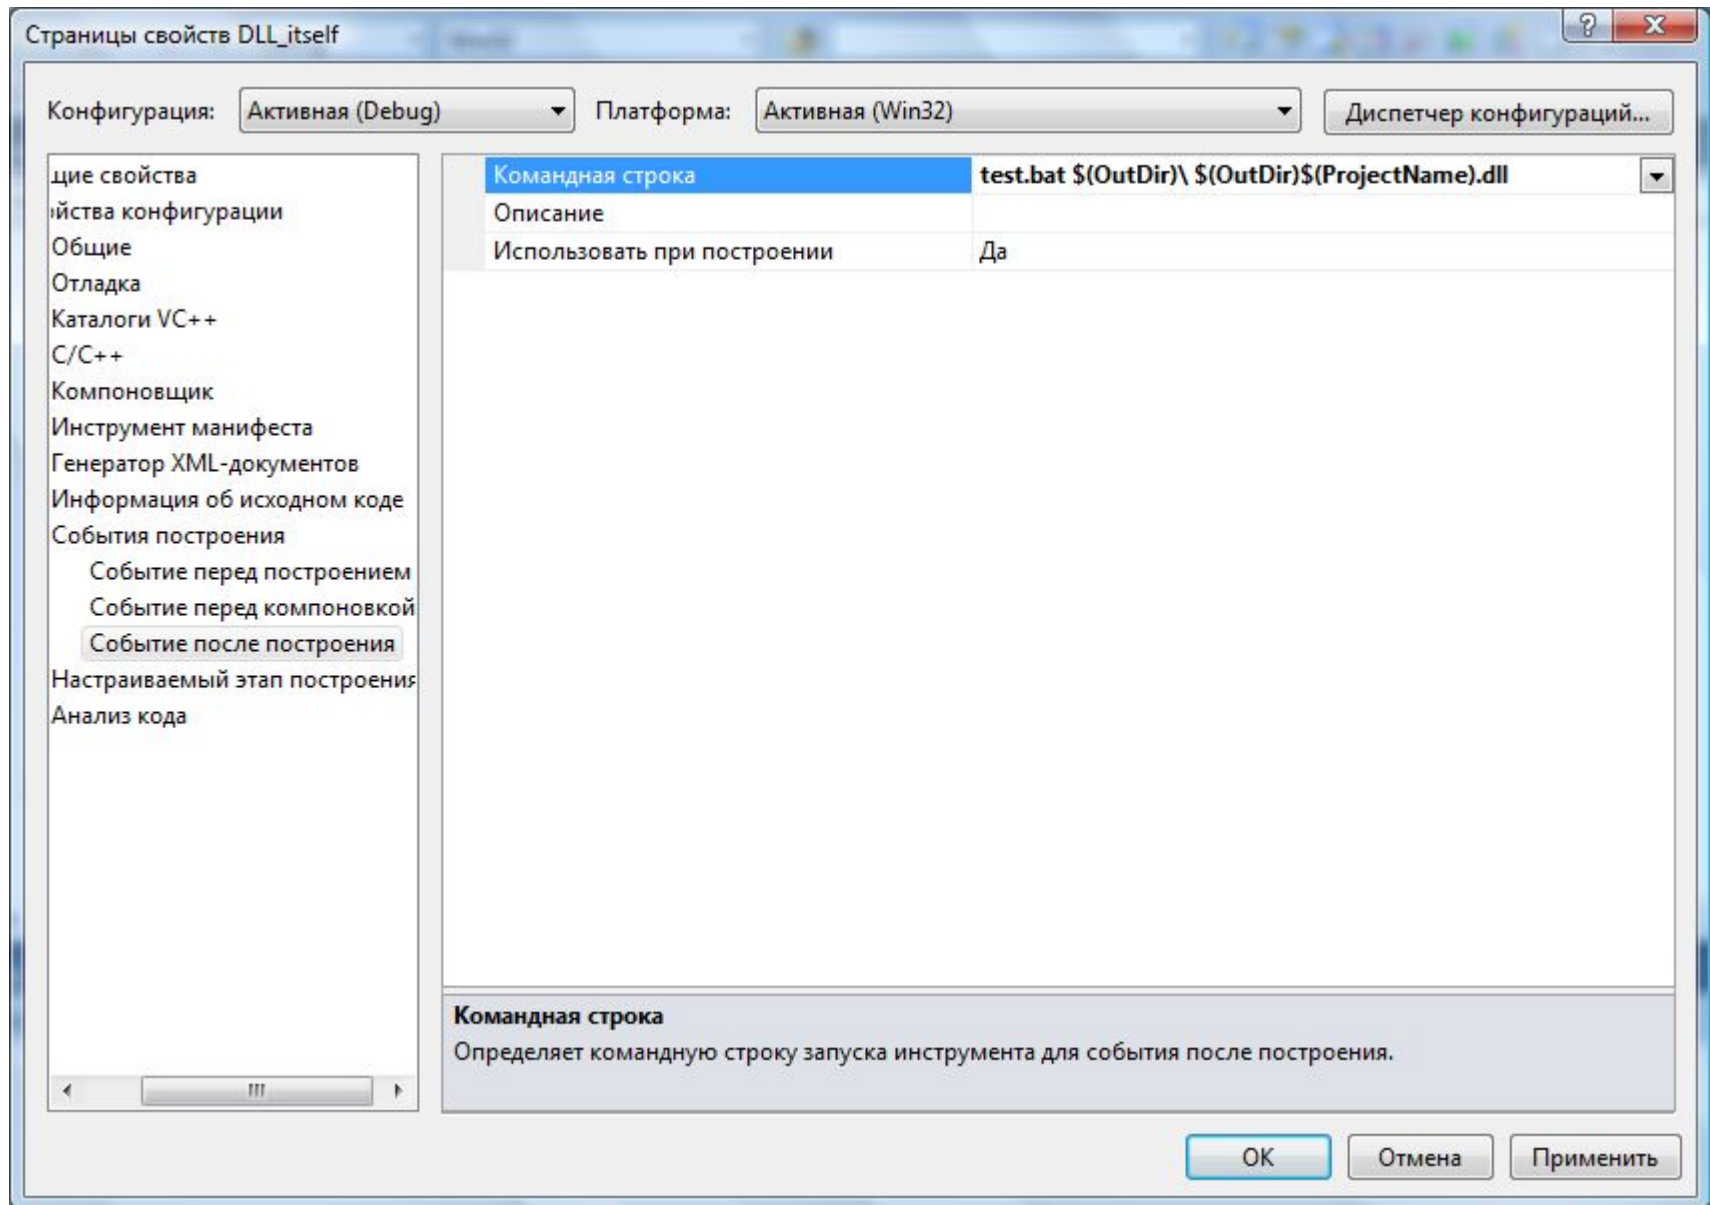 Страницы свойств DLL_itself
Конфигурация: Активная (Debug) Платформа: Активная (Win32) Диспетчер конфигураций...
щие свойства
йства конфигурации
Общие
Отладка
Каталоги VC++
C/C++
Компоновщик
Инструмент манифеста
Генератор XML-документов
Информация об исходном коде
События построения
Событие перед построением
Событие перед компоновкой
Событие после построения
Настраиваемый этап построения
Анализ кода
Командная строка test.bat $(OutDir)\ $(OutDir)$(ProjectName).dll
Описание
Использовать при построении Да
Командная строка
Определяет командную строку запуска инструмента для события после построения.
ОК Отмена Применить